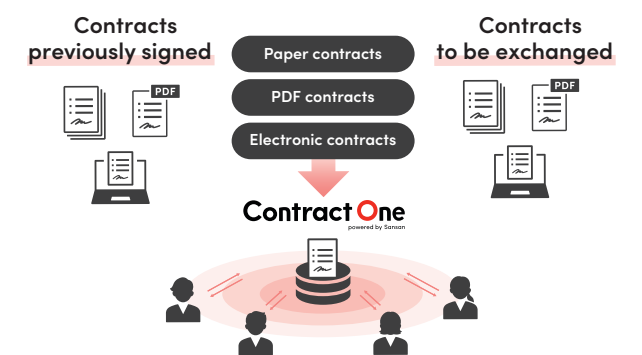 Contracts
previously signed
PDF
Paper contracts
PDF contracts
Electronic contracts
Contracts
to be exchanged
PDF
Contract One
powered by Sansan